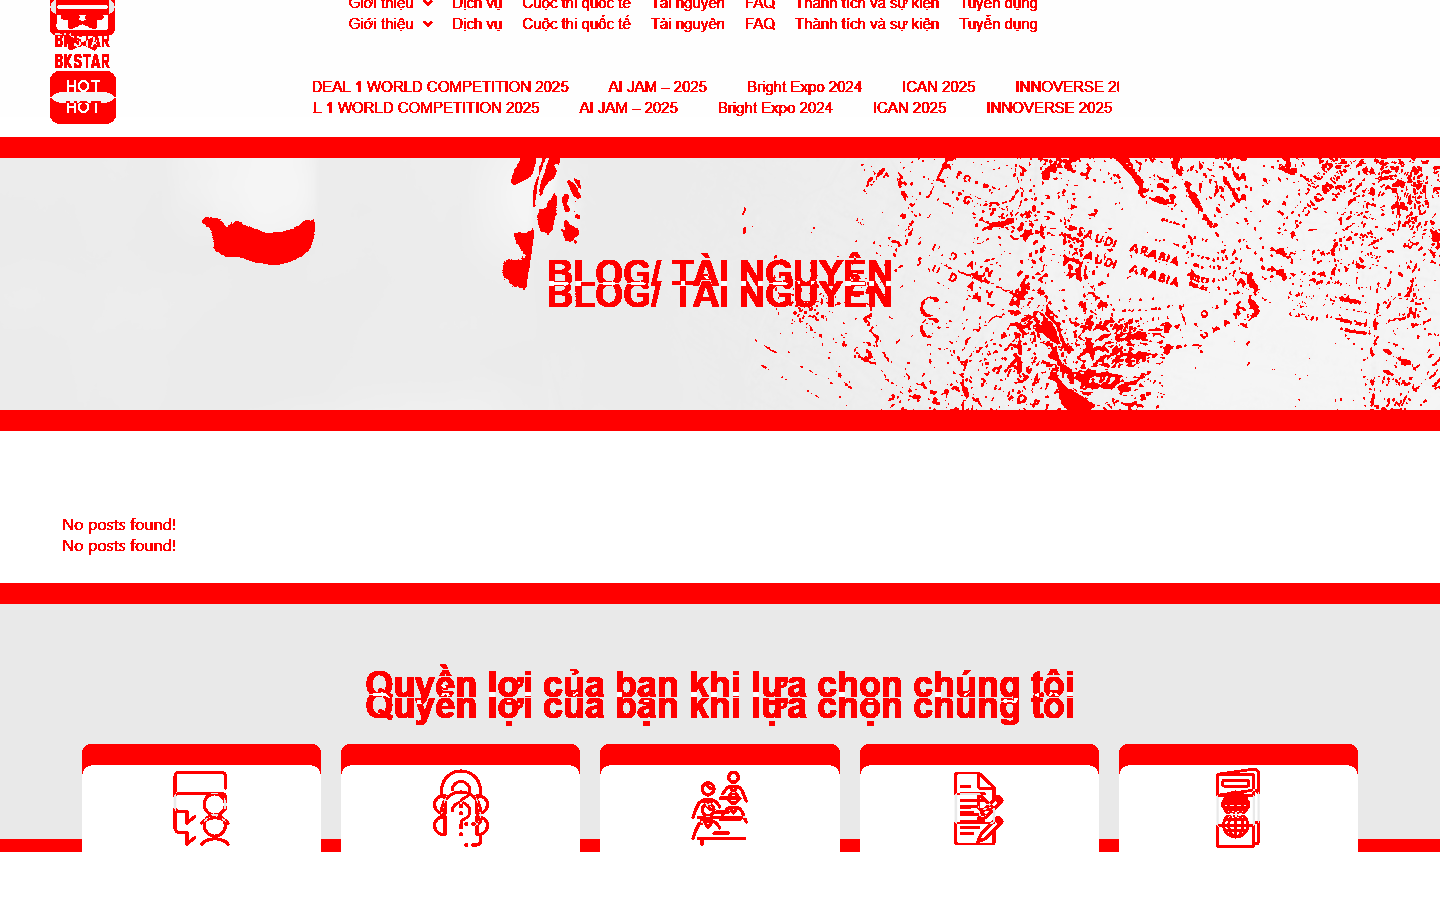 Giới thiệu Dịch vụ Cuộc thi quốc tế Tài nguyên FAQ Thành tích và sự kiện Tuyển dụng
Giới thiệu Dịch vụ Cuộc thi quốc tế Tài nguyên FAQ Thành tích và sự kiện Tuyển dụng
BKSTAR
BKSTAR
HOT
HOT
DEAL 1 WORLD COMPETITION 2025 AI JAM – 2025 Bright Expo 2024 ICAN 2025 INNOVERSE
L 1 WORLD COMPETITION 2025 AI JAM – 2025 Bright Expo 2024 ICAN 2025 INNOVERSE 2025
SAUDI ARABIA
SAUDI ARABIA
BLOG/ TÀI NGUYÊN
BLOG/ TÀI NGUYÊN
No posts found!
No posts found!
Quyền lợi của bạn khi lựa chọn chúng tôi
Quyền lợi của bạn khi lựa chọn chúng tôi